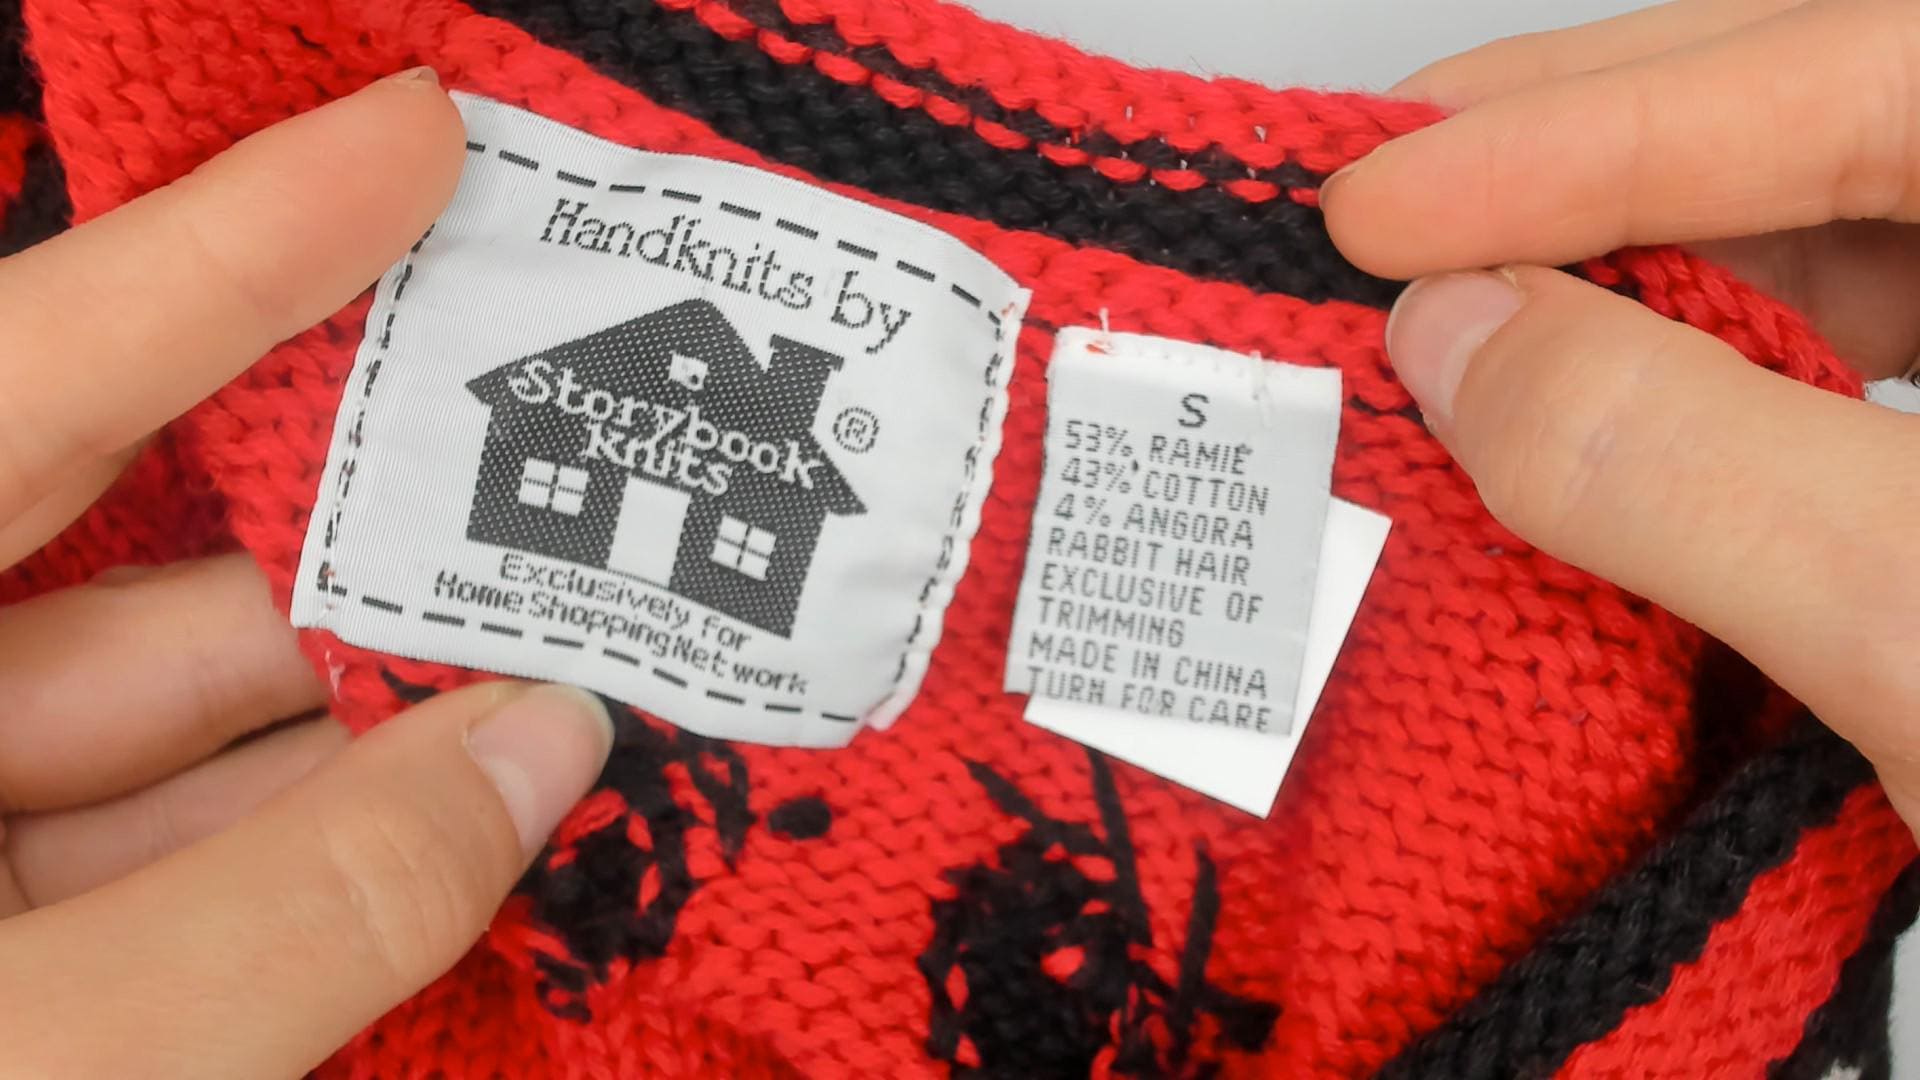 Handknits by
Storybook
Knits
®
Exclusively for
Home Shopping Network
S
53% RAMIE
43% COTTON
4% ANGORA
RABBIT HAIR
EXCLUSIVE OF
TRIMMING
MADE IN CHINA
TURN FOR CARE